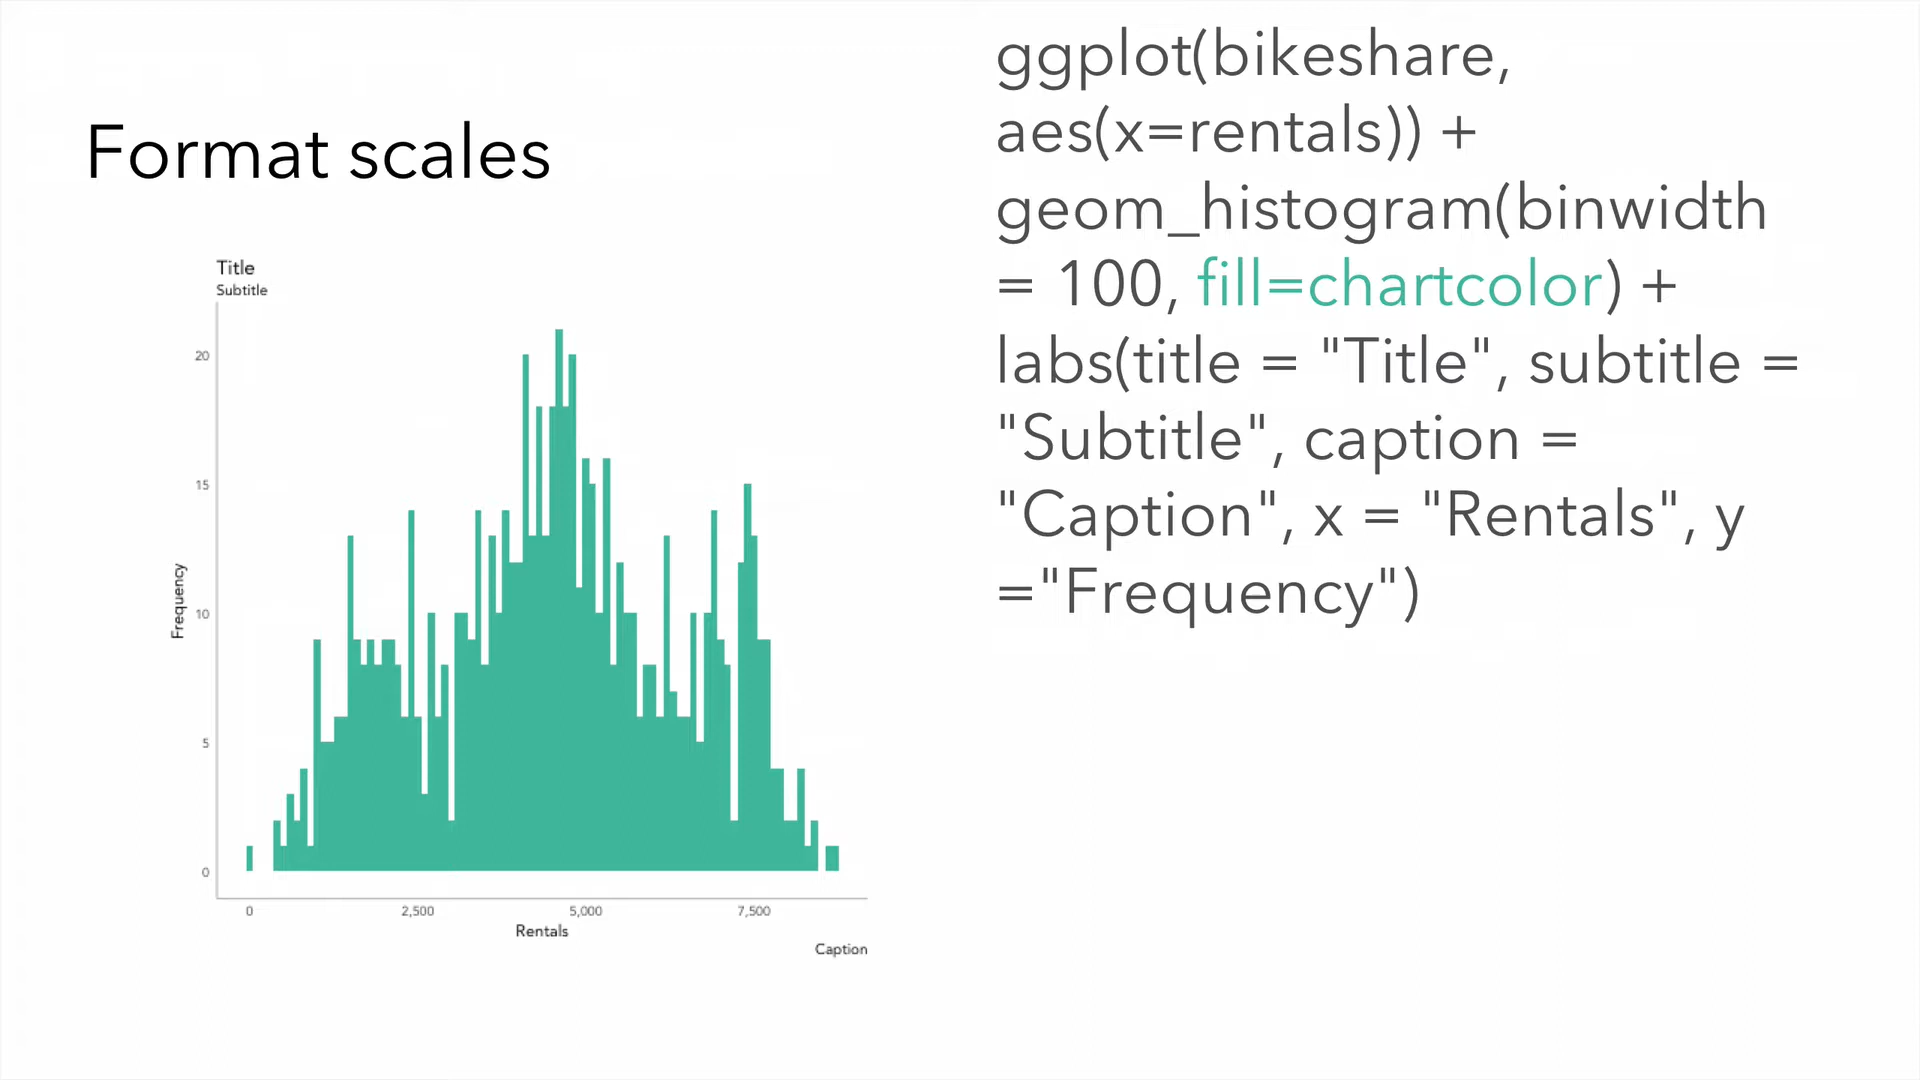 Format scales
Title
Subtitle
20
15
10
5
0
Frequency
0 2,500 5,000 7,500
Rentals
Caption
ggplot(bikeshare,
aes(x=rentals)) +
geom_histogram(binwidth
= 100, fill=chartcolor) +
labs(title = "Title", subtitle =
"Subtitle", caption =
"Caption", x = "Rentals", y
="Frequency")